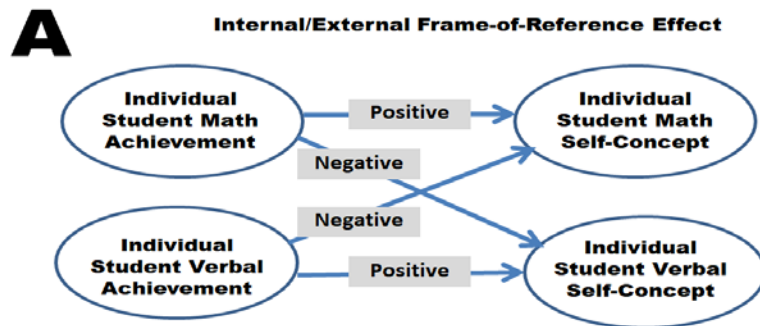 A
Internal/External Frame-of-Reference Effect
Individual
Student Math
Achievement
Positive
Individual
Student Math
Self-Concept
Negative
Negative
Individual
Student Verbal
Achievement
Positive
Individual
Student Verbal
Self-Concept